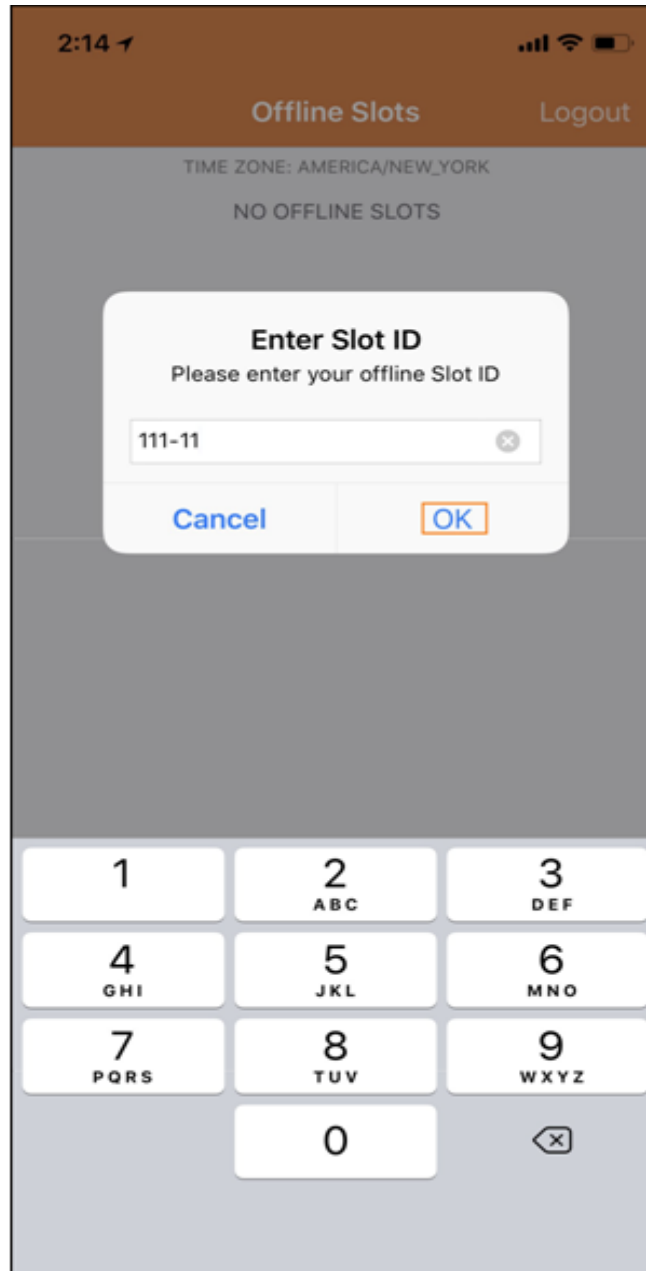 2:14
Offline Slots
Logout
TIME ZONE: AMERICA/NEW_YORK
NO OFFLINE SLOTS
Enter Slot ID
Please enter your offline Slot ID
111-11
Cancel
OK
1
2
ABC
3
DEF
4
GHI
5
JKL
6
MNO
7
PQRS
8
TUV
9
WXYZ
0